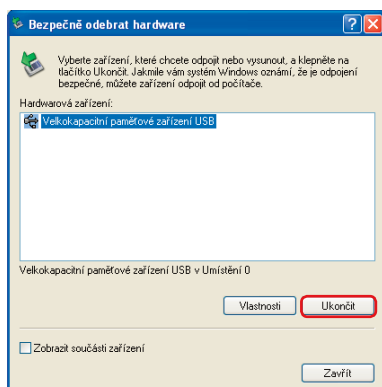 Bezpečně odebrat hardware
Vyberte zařízení, které chcete odpojit nebo vysunout, a klepněte na
tlačítko Ukončit. Jakmile vám systém Windows oznámí, že je odpojení
bezpečné, můžete zařízení odpojit od počítače.
Hardwarová zařízení:
Velkokapacitní paměťové zařízení USB
Velkokapacitní paměťové zařízení USB v Umístění 0
Vlastnosti Ukončit
Zobrazit součásti zařízení
Zavřít